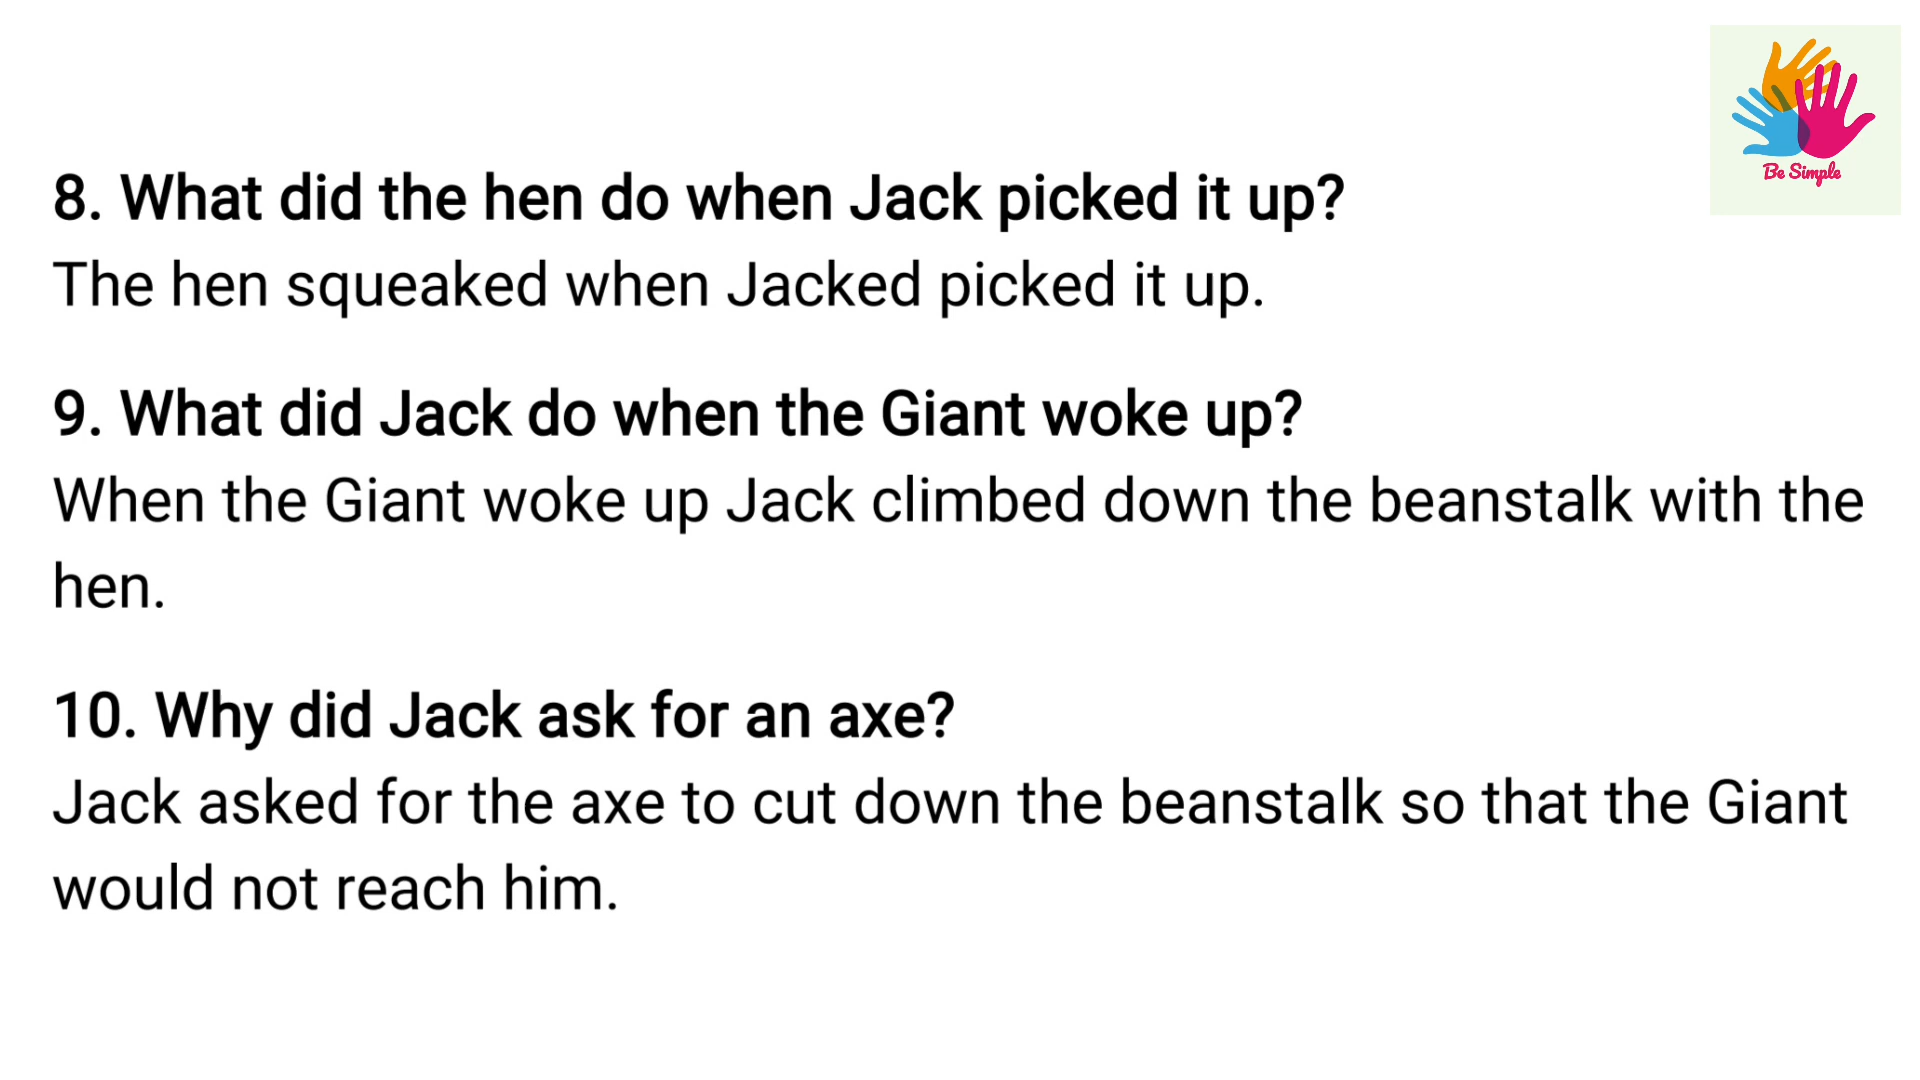 Be Simple
8. What did the hen do when Jack picked it up?
The hen squeaked when Jacked picked it up.
9. What did Jack do when the Giant woke up?
When the Giant woke up Jack climbed down the beanstalk with the
hen.
10. Why did Jack ask for an axe?
Jack asked for the axe to cut down the beanstalk so that the Giant
would not reach him.